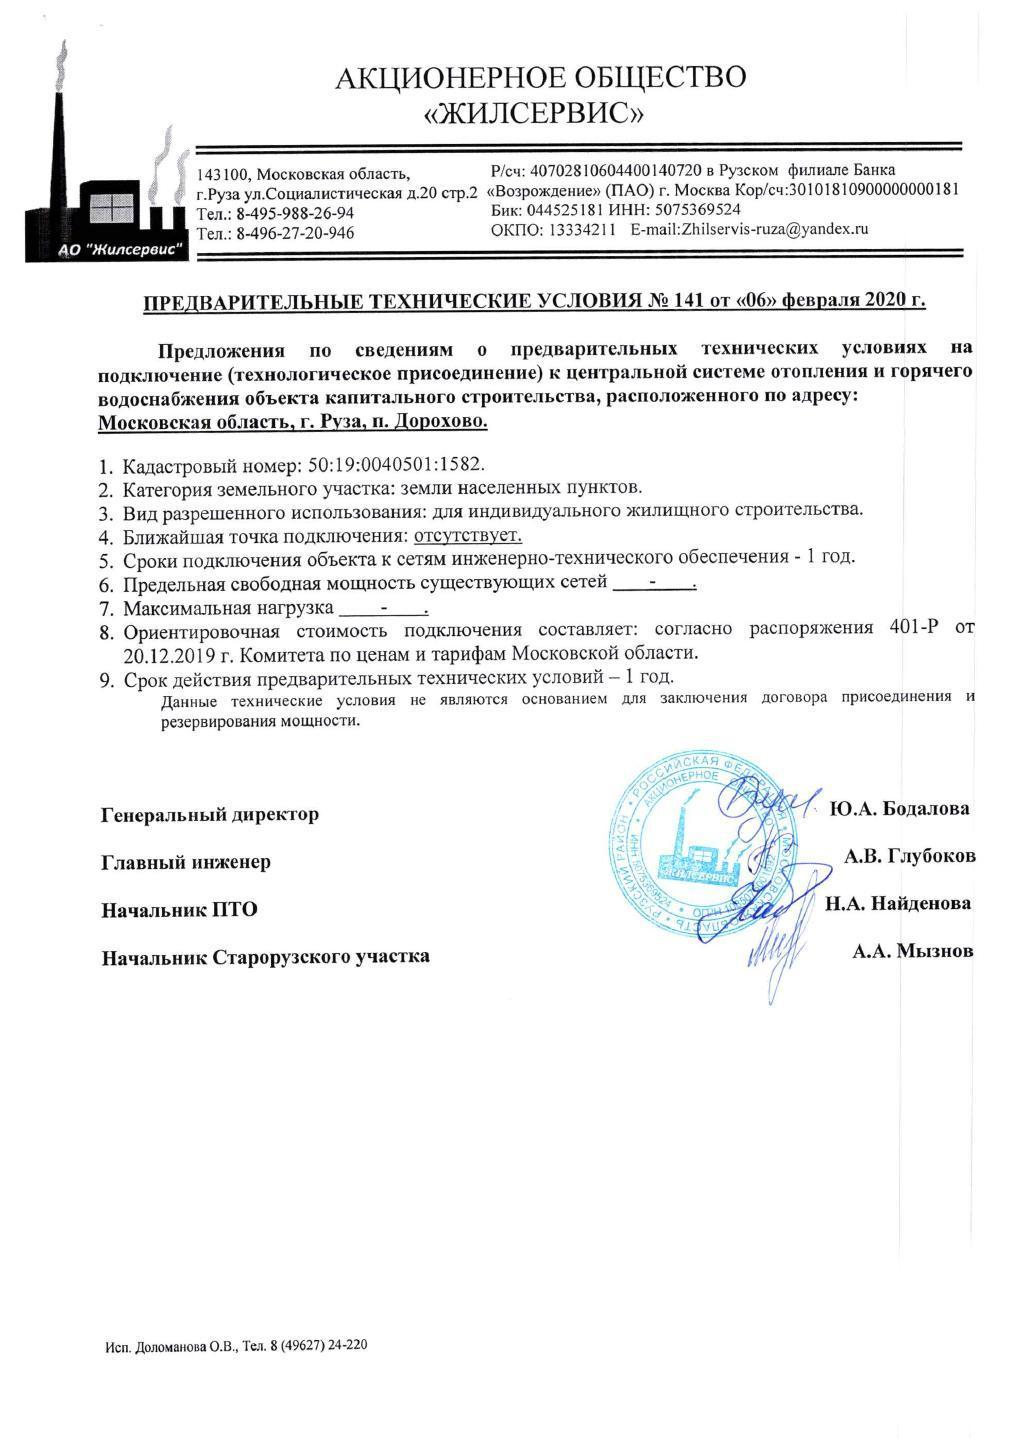 АКЦИОНЕРНОЕ ОБЩЕСТВО
«ЖИЛСЕРВИС»
АО "Жилсервис"
143100, Московская область,
г.Руза ул.Социалистическая д.20 стр.2
Тел.: 8-495-988-26-94
Тел.: 8-496-27-20-946
Р/сч: 40702810604400140720 в Рузском филиале Банка
«Возрождение» (ПАО) г. Москва Кор/сч:30101810900000000181
Бик: 044525181 ИНН: 5075369524
ОКПО: 13334211 E-mail:Zhilservis-ruza@yandex.ru
ПРЕДВАРИТЕЛЬНЫЕ ТЕХНИЧЕСКИЕ УСЛОВИЯ № 141 от «06» февраля 2020 г.
Предложения по сведениям о предварительных технических условиях на
подключение (технологическое присоединение) к центральной системе отопления и горячего
водоснабжения объекта капитального строительства, расположенного по адресу:
Московская область, г. Руза, п. Дорохово.
1. Кадастровый номер: 50:19:0040501:1582.
2. Категория земельного участка: земли населенных пунктов.
3. Вид разрешенного использования: для индивидуального жилищного строительства.
4. Ближайшая точка подключения: отсутствует.
5. Сроки подключения объекта к сетям инженерно-технического обеспечения - 1 год.
6. Предельная свободная мощность существующих сетей ____-____.
7. Максимальная нагрузка ____-____.
8. Ориентировочная стоимость подключения составляет: согласно распоряжения 401-Р от
20.12.2019 г. Комитета по ценам и тарифам Московской области.
9. Срок действия предварительных технических условий – 1 год.
Данные технические условия не являются основанием для заключения договора присоединения и
резервирования мощности.
Генеральный директор Ю.А. Бодалова
Главный инженер А.В. Глубоков
Начальник ПТО Н.А. Найденова
Начальник Старорузского участка А.А. Мызнов
РОССИЙСКАЯ ФЕДЕРАЦИЯ
РУЗСКИЙ РАЙОН
АКЦИОНЕРНОЕ
ЖИЛСЕРВИС
Исп. Доломанова О.В., Тел. 8 (49627) 24-220